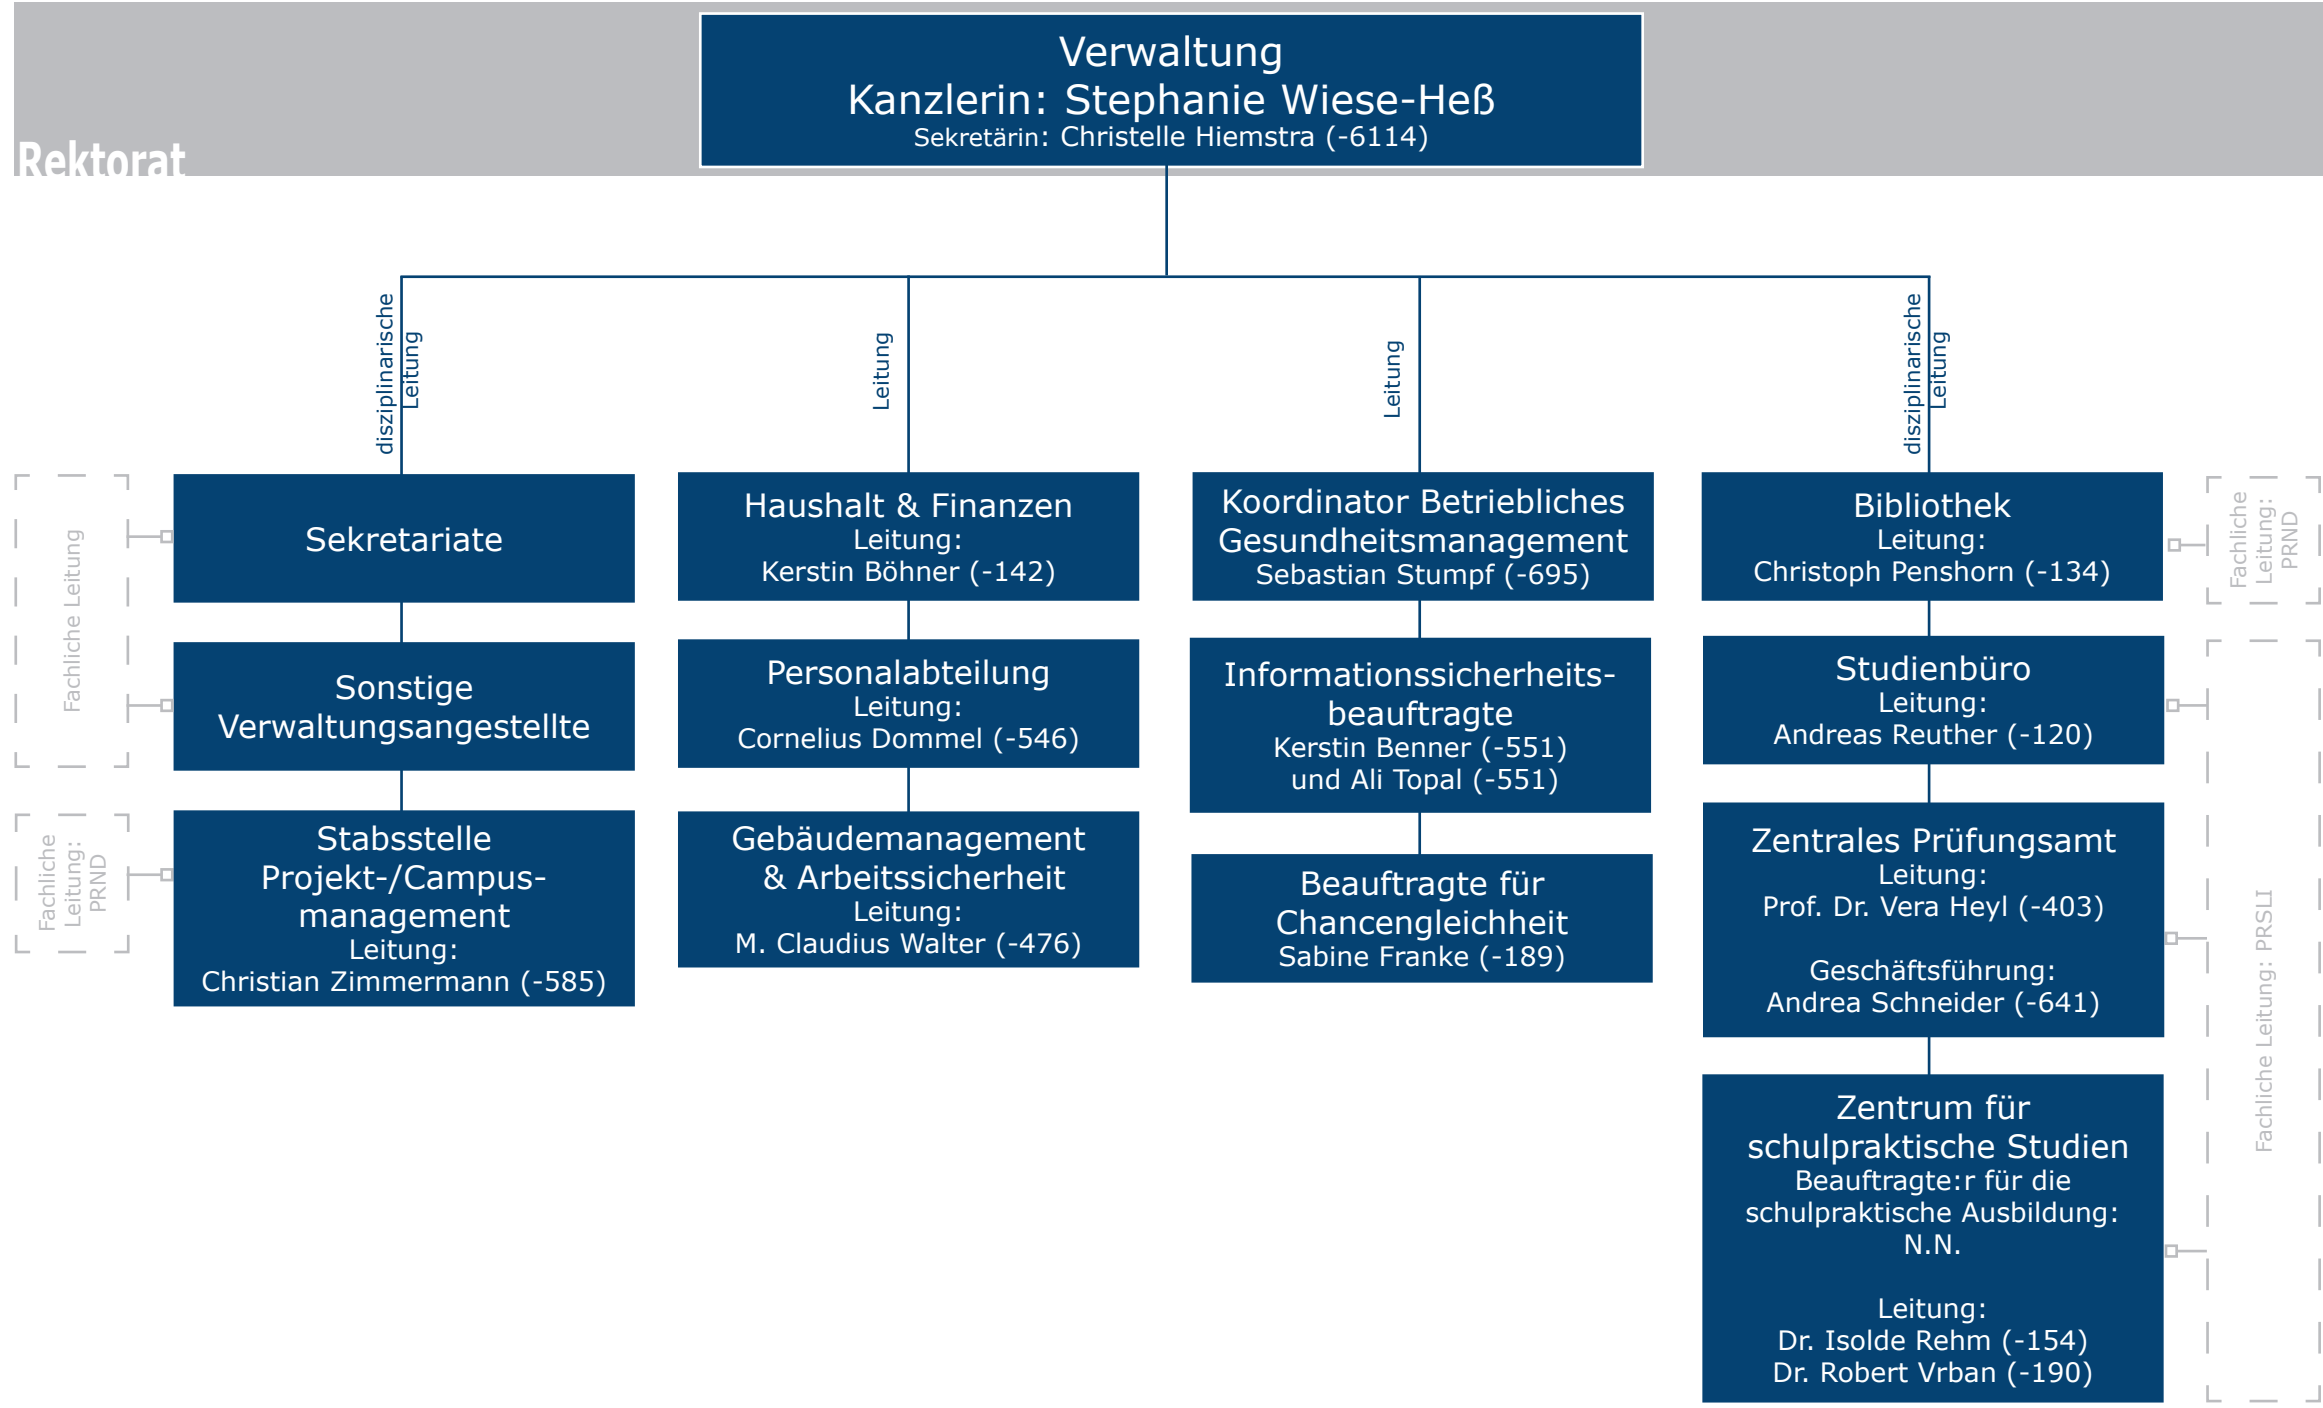 Verwaltung
Kanzlerin: Stephanie Wiese-Heß
Sekretärin: Christelle Hiemstra (-6114)
Rektorat
disziplinarische
Leitung
Leitung
Leitung
disziplinarische
Leitung
Fachliche Leitung
Sekretariate
Sonstige
Verwaltungsangestellte
Fachliche
Leitung:
PRND
Stabsstelle
Projekt-/Campus-
management
Leitung:
Christian Zimmermann (-585)
Haushalt & Finanzen
Leitung:
Kerstin Böhner (-142)
Personalabteilung
Leitung:
Cornelius Dommel (-546)
Gebäudemanagement
& Arbeitssicherheit
Leitung:
M. Claudius Walter (-476)
Koordinator Betriebliches
Gesundheitsmanagement
Sebastian Stumpf (-695)
Informationssicherheits-
beauftragte
Kerstin Benner (-551)
und Ali Topal (-551)
Beauftragte für
Chancengleichheit
Sabine Franke (-189)
Bibliothek
Leitung:
Christoph Penshorn (-134)
Fachliche
Leitung:
PRND
Studienbüro
Leitung:
Andreas Reuther (-120)
Zentrales Prüfungsamt
Leitung:
Prof. Dr. Vera Heyl (-403)
Geschäftsführung:
Andrea Schneider (-641)
Zentrum für
schulpraktische Studien
Beauftragte:r für die
schulpraktische Ausbildung:
N.N.
Leitung:
Dr. Isolde Rehm (-154)
Dr. Robert Vrban (-190)
Fachliche Leitung: PRSLI